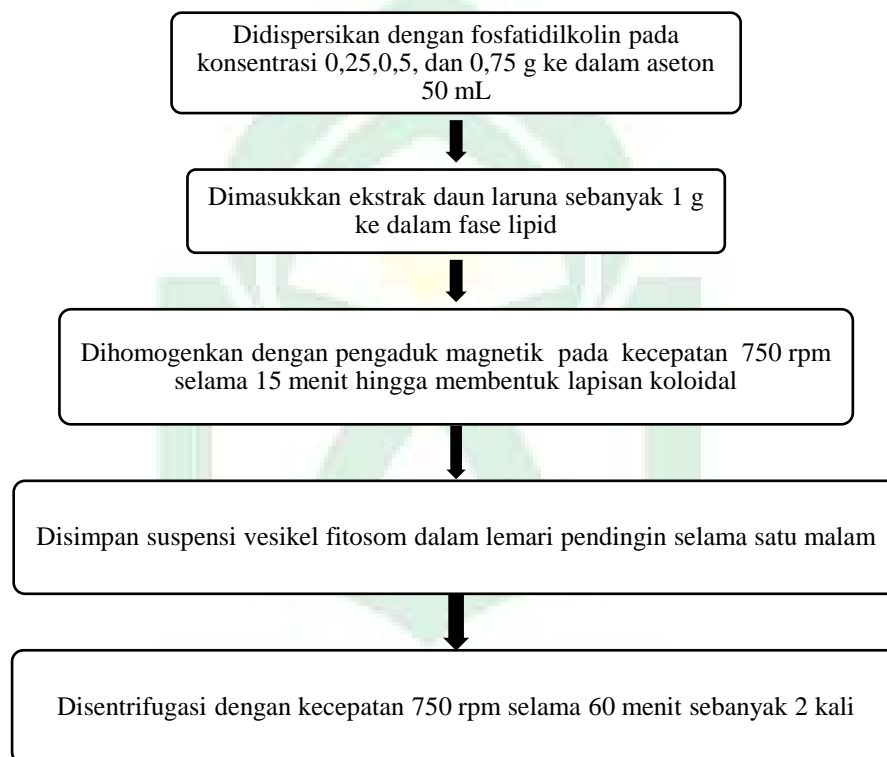 Didispersikan dengan fosfatidilkolin pada
konsentrasi 0,25,0,5, dan 0,75 g ke dalam aseton
50 mL
Dimasukkan ekstrak daun laruna sebanyak 1 g
ke dalam fase lipid
Dihomogenkan dengan pengaduk magnetik pada kecepatan 750 rpm
selama 15 menit hingga membentuk lapisan koloidal
Disimpan suspensi vesikel fitosom dalam lemari pendingin selama satu malam
Disentrifugasi dengan kecepatan 750 rpm selama 60 menit sebanyak 2 kali